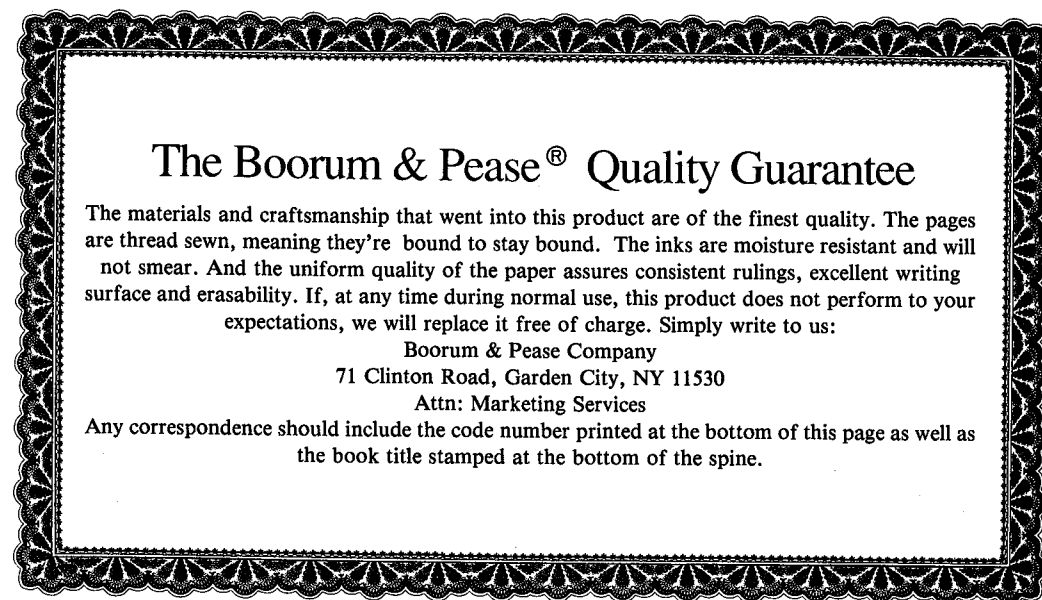 The Boorum & Pease® Quality Guarantee
The materials and craftsmanship that went into this product are of the finest quality. The pages
are thread sewn, meaning they're bound to stay bound. The inks are moisture resistant and will
not smear. And the uniform quality of the paper assures consistent rulings, excellent writing
surface and erasability. If, at any time during normal use, this product does not perform to your
expectations, we will replace it free of charge. Simply write to us:
Boorum & Pease Company
71 Clinton Road, Garden City, NY 11530
Attn: Marketing Services
Any correspondence should include the code number printed at the bottom of this page as well as
the book title stamped at the bottom of the spine.